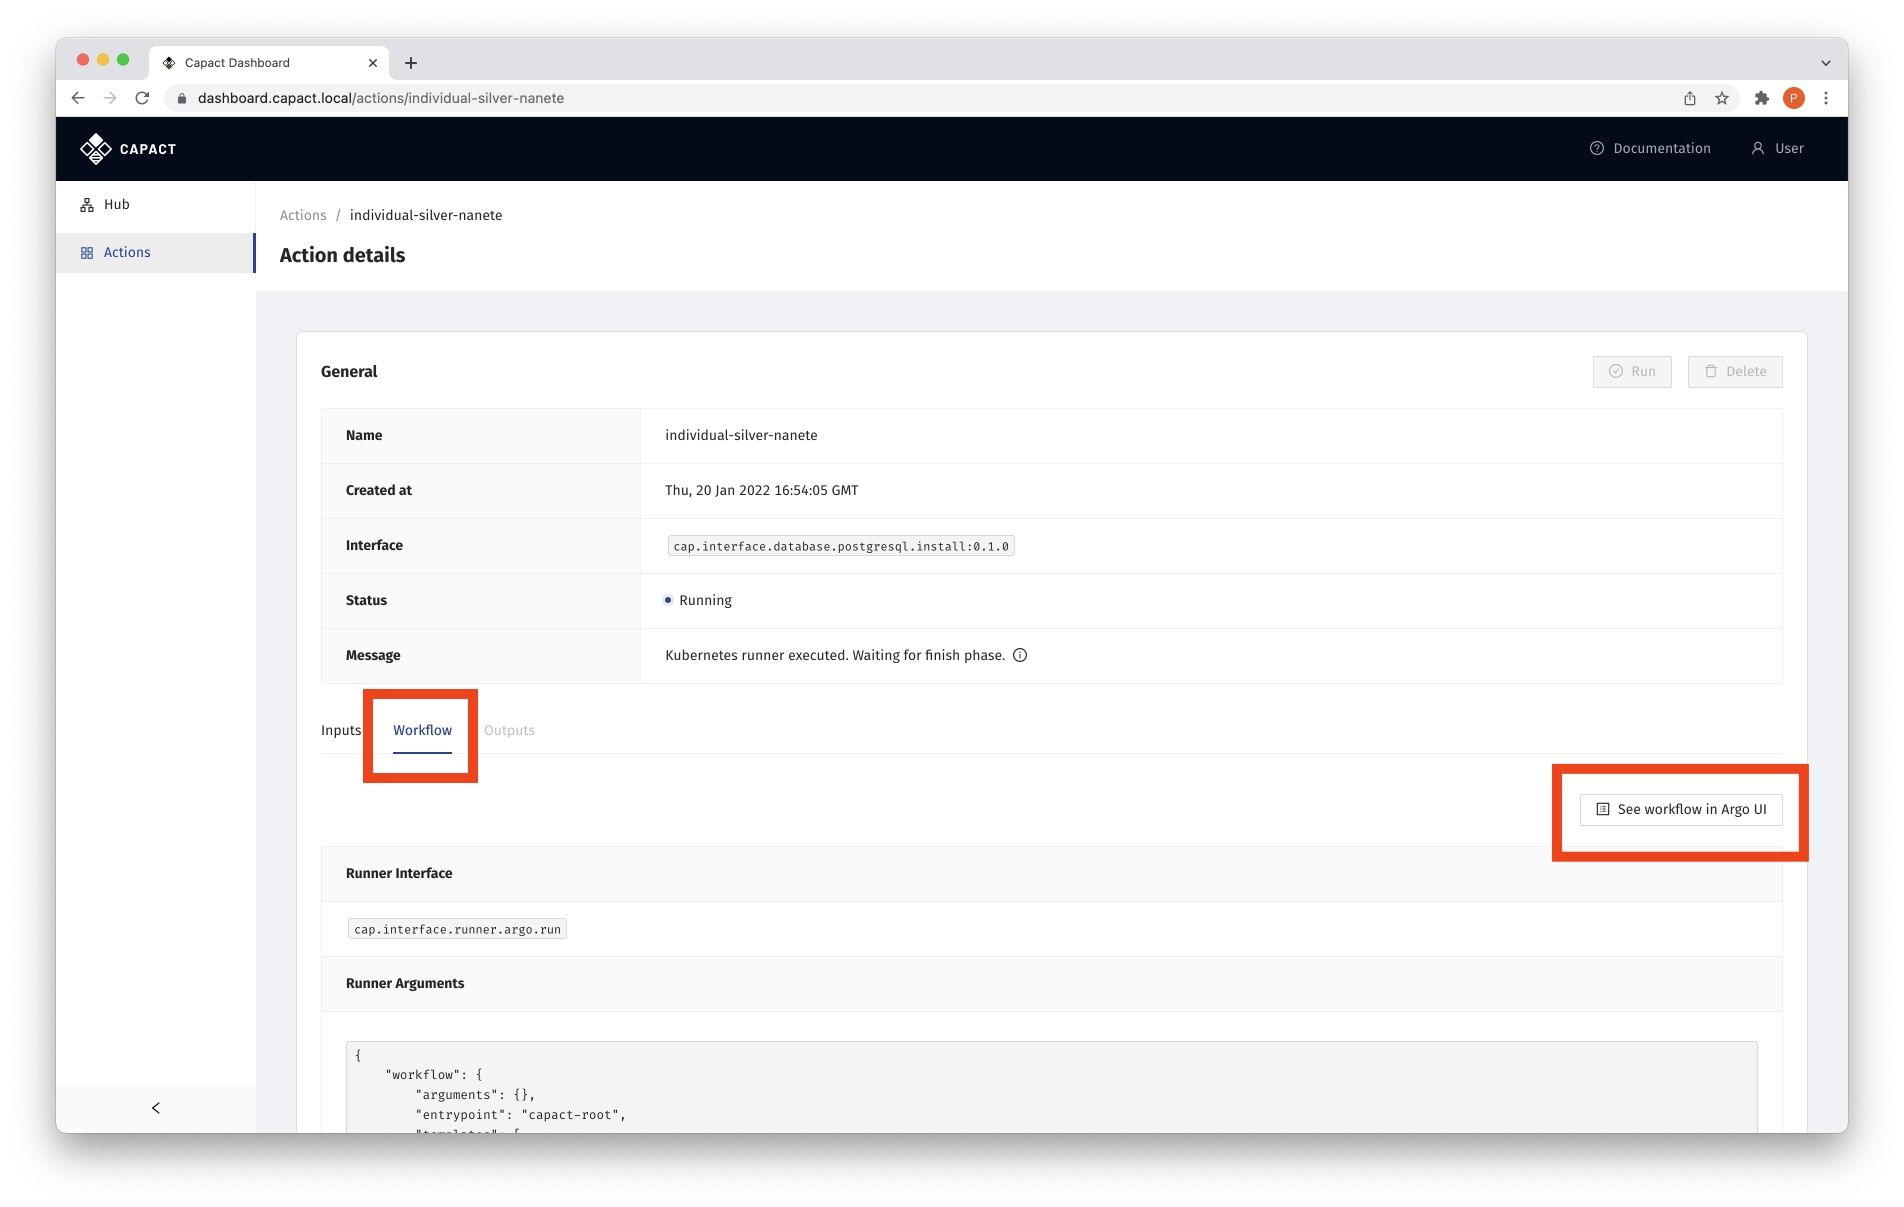 Capact Dashboard
dashboard.capact.local/actions/individual-silver-nanete
P
CAPACT
Documentation
User
Hub
Actions
Actions / individual-silver-nanete
Action details
General
Run
Delete
Name
individual-silver-nanete
Created at
Thu, 20 Jan 2022 16:54:05 GMT
Interface
cap.interface.database.postgresql.install:0.1.0
Status
Running
Message
Kubernetes runner executed. Waiting for finish phase.
Inputs
Workflow
Outputs
See workflow in Argo UI
Runner Interface
cap.interface.runner.argo.run
Runner Arguments
{
"workflow": {
"arguments": {},
"entrypoint": "capact-root",